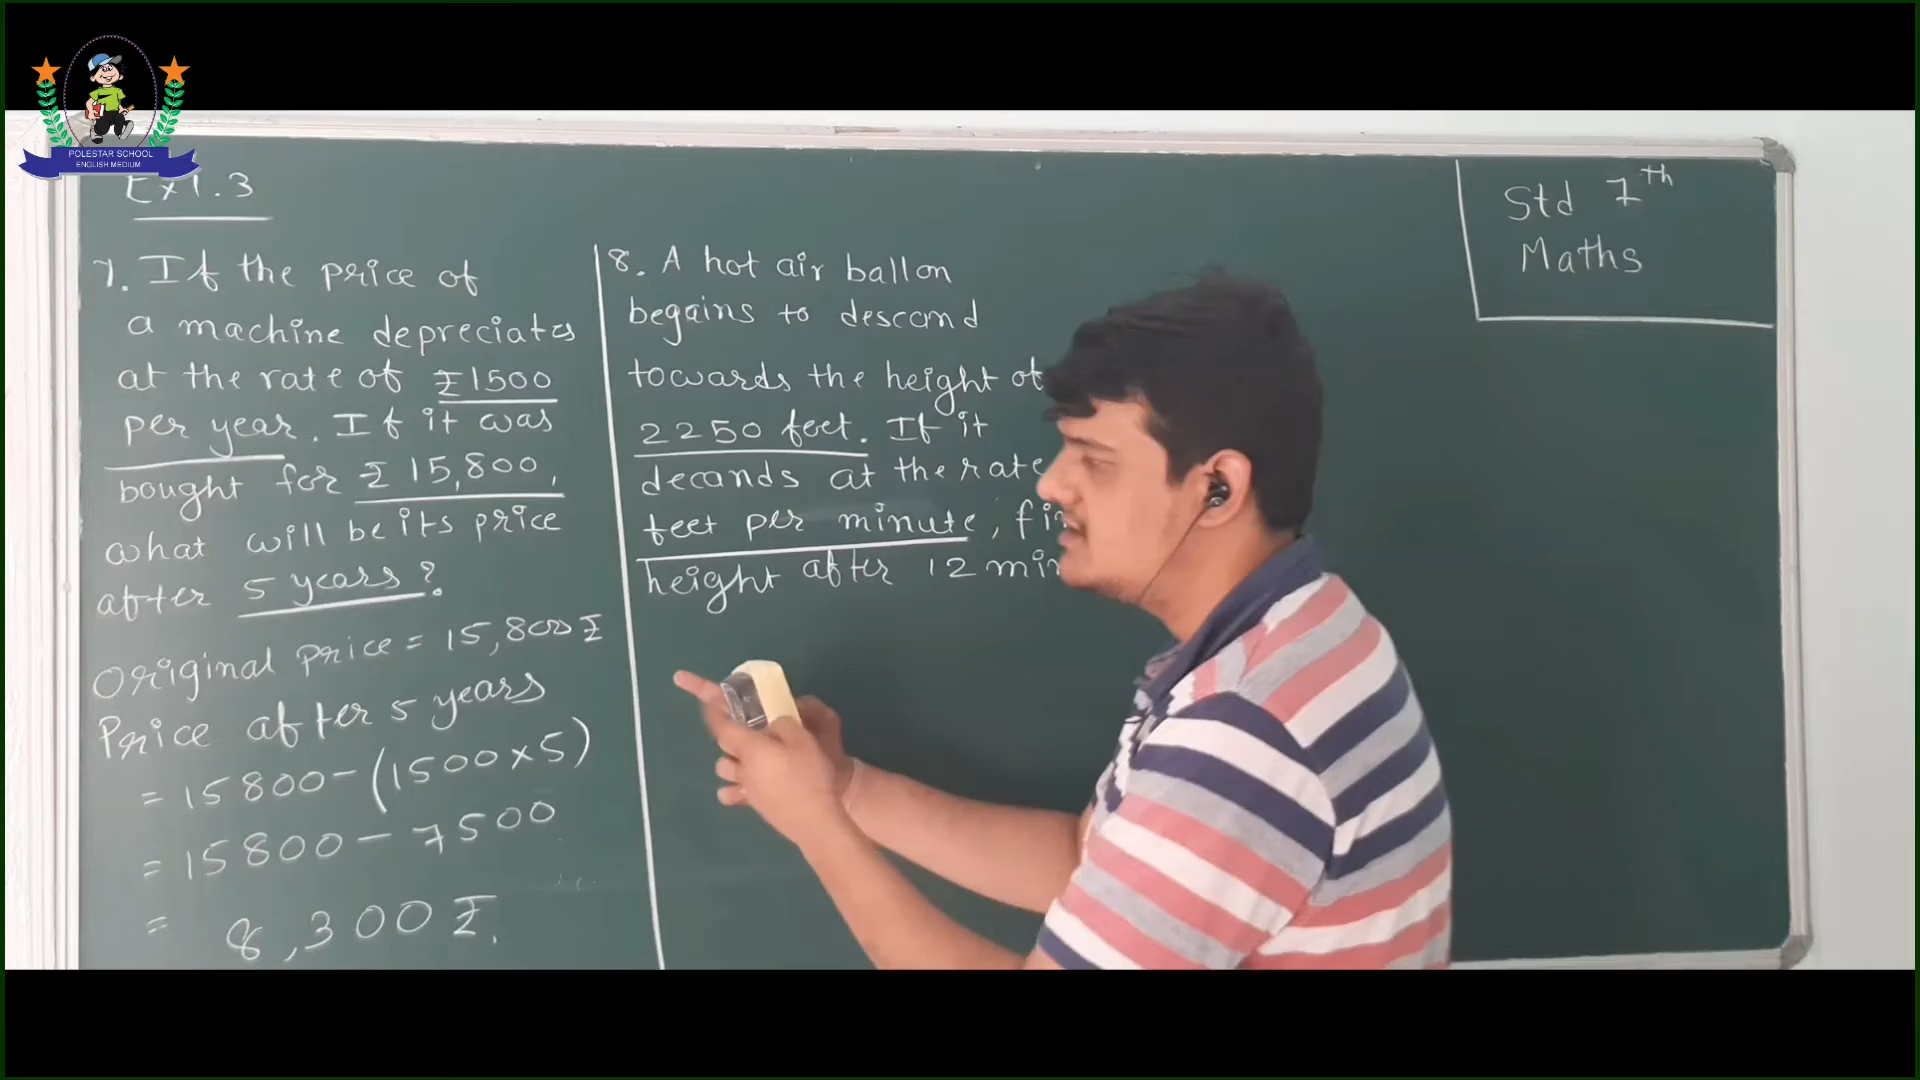 POLESTAR SCHOOL
ENGLISH MEDIUM
Ex 1.3
7. If the price of
a machine depreciates
at the rate of ₹1500
per year. If it was
bought for ₹ 15,800,
what will be its price
after 5 years?
Original price = 15,800 ₹
Price after 5 years
= 15800 - (1500 × 5)
= 15800 - 7500
= 8,300 ₹.
8. A hot air ballon
begains to descand
towards the height of
2250 feet. If it
decands at the rate
feet per minute,
height after 12
Std 7th
Maths